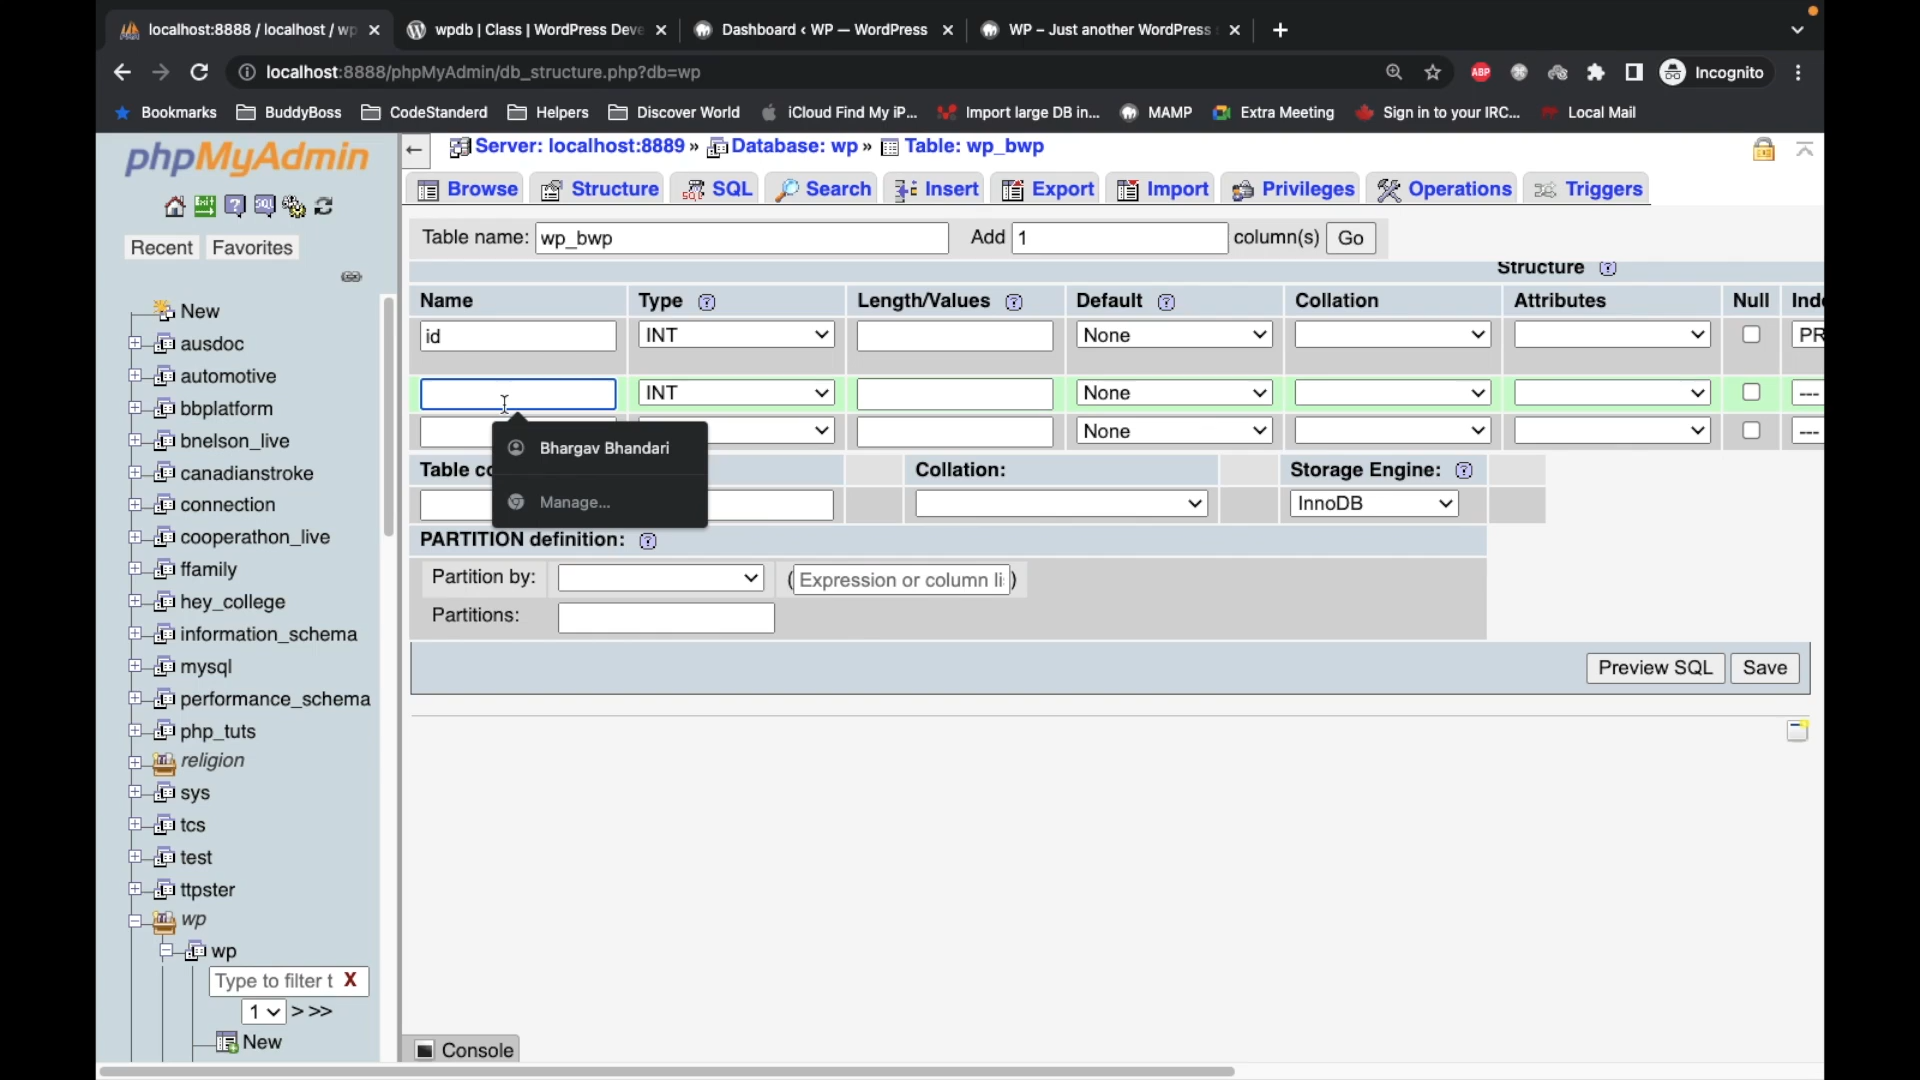 localhost:8888 / localhost / wp
wpdb | Class | WordPress Deve
Dashboard ‹ WP — WordPress
WP – Just another WordPress
localhost:8888/phpMyAdmin/db_structure.php?db=wp
ABP
Incognito
Bookmarks
BuddyBoss
CodeStanderd
Helpers
Discover World
iCloud Find My iP...
Import large DB in...
MAMP
Extra Meeting
Sign in to your IRC...
Local Mail
phpMyAdmin
Recent
Favorites
New
ausdoc
automotive
bbplatform
bnelson_live
canadianstroke
connection
cooperathon_live
ffamily
hey_college
information_schema
mysql
performance_schema
php_tuts
religion
sys
tcs
test
ttpster
wp
wp
Type to filter t X
1 > >>
New
Server: localhost:8889 » Database: wp » Table: wp_bwp
Browse
Structure
SQL
Search
Insert
Export
Import
Privileges
Operations
Triggers
Table name: wp_bwp Add 1 column(s) Go
Structure
Name Type Length/Values Default Collation Attributes Null Inde
id INT None PR
INT None ---
None ---
Bhargav Bhandari
Manage...
Table co Collation: Storage Engine:
InnoDB
PARTITION definition:
Partition by: (Expression or column li)
Partitions:
Preview SQL Save
Console